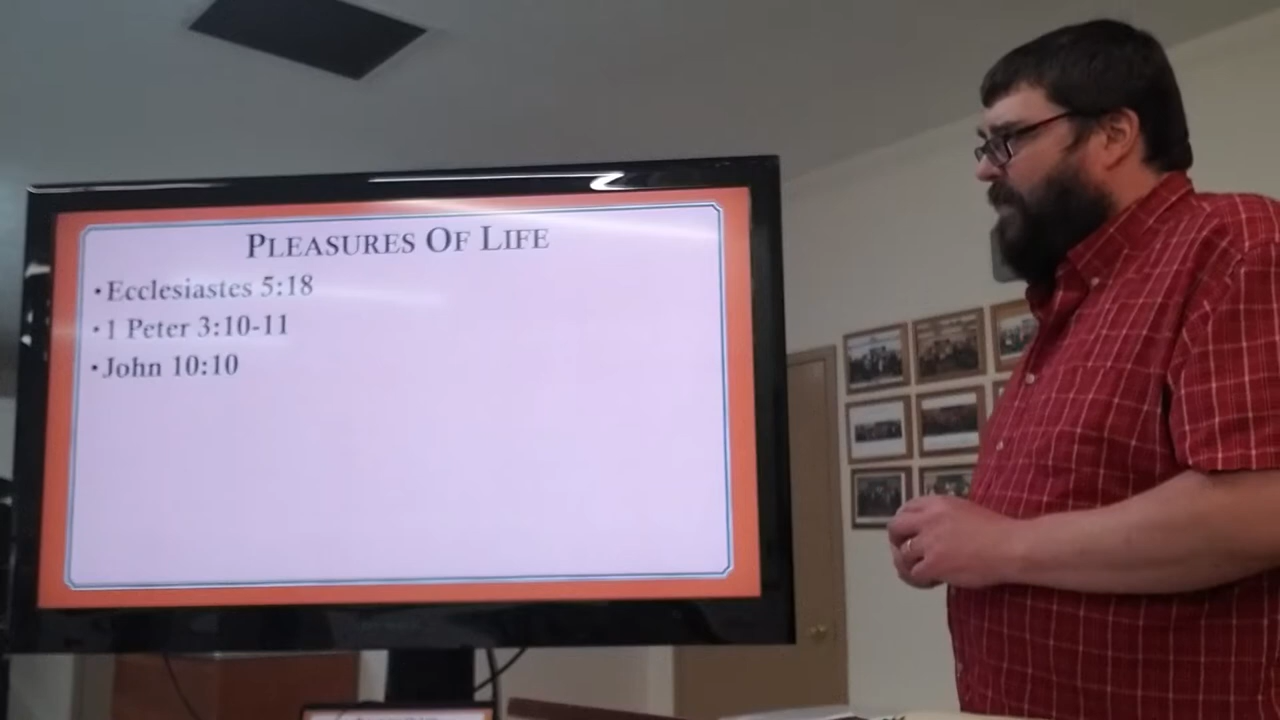 PLEASURES OF LIFE
•Ecclesiastes 5:18
•1 Peter 3:10-11
•John 10:10